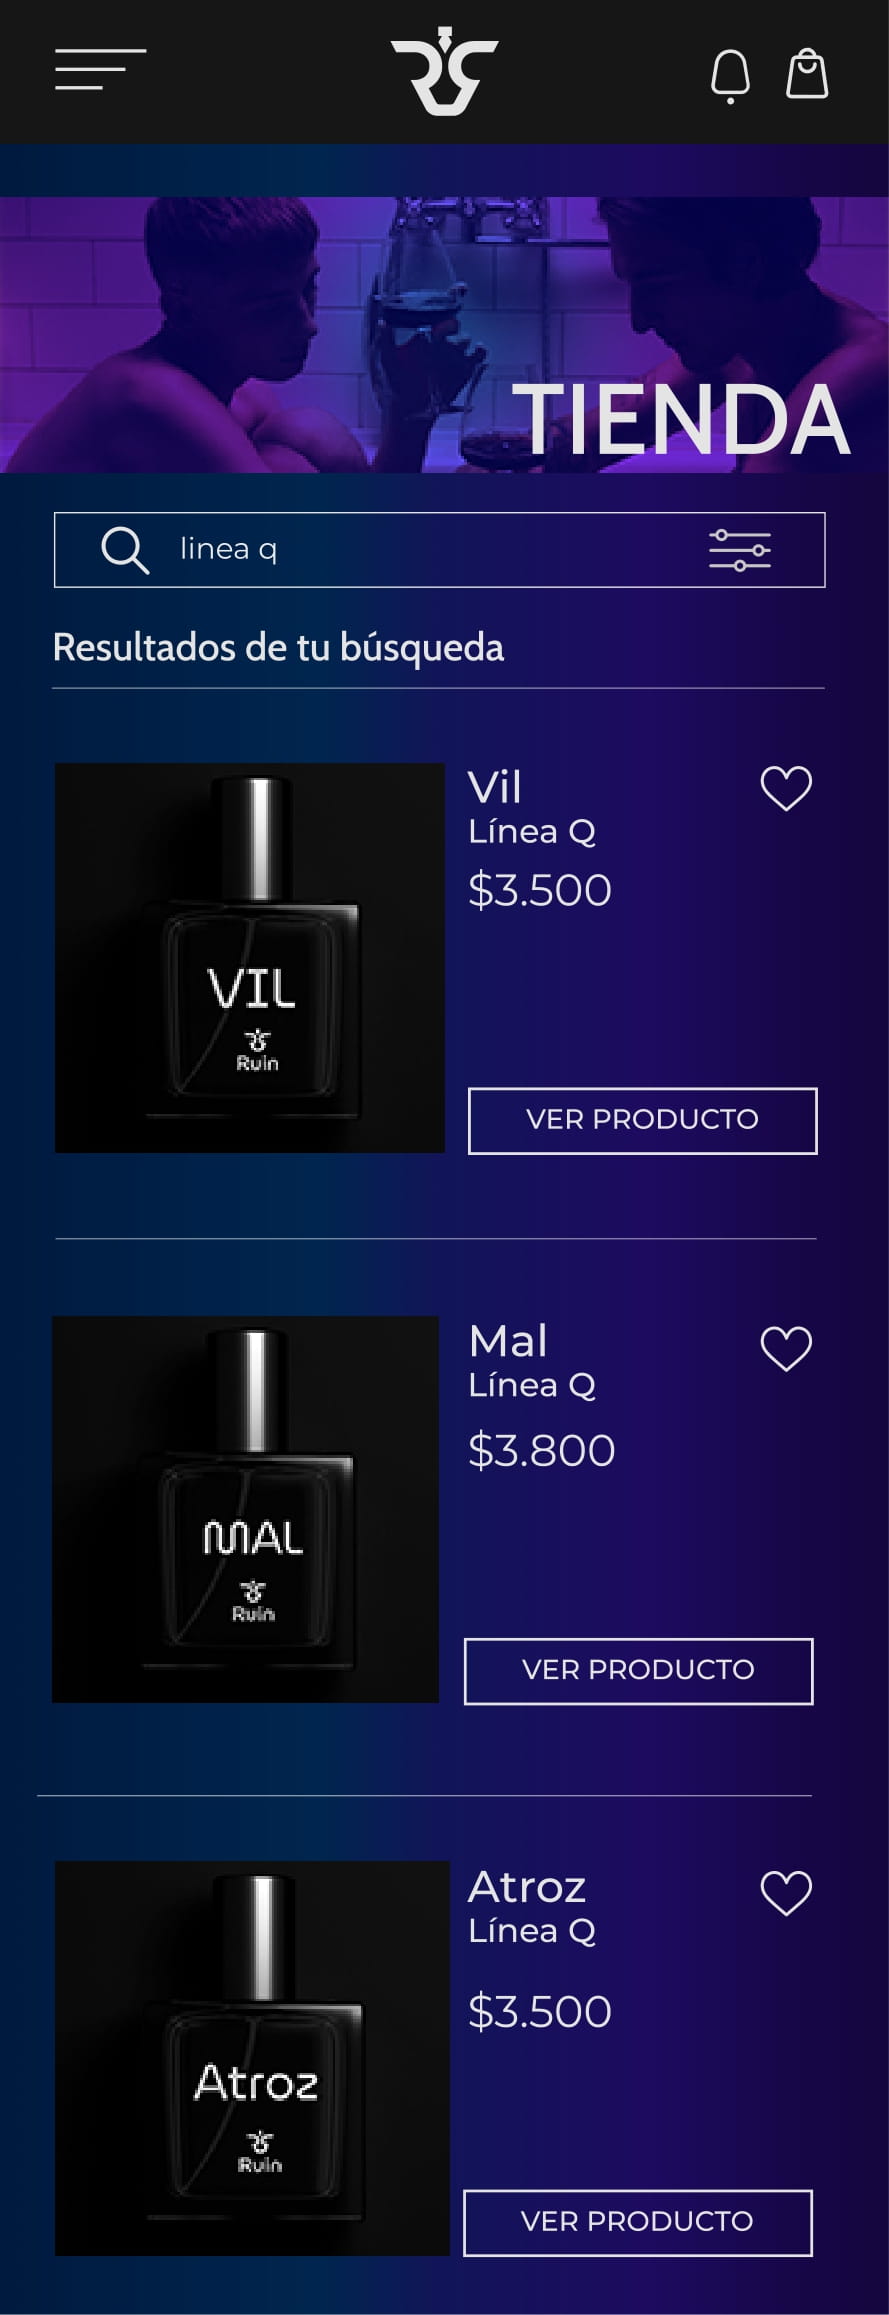 TIENDA
linea q
Resultados de tu búsqueda
Vil
Línea Q
$3.500
VIL
Ruin
VER PRODUCTO
Mal
Línea Q
$3.800
MAL
Ruin
VER PRODUCTO
Atroz
Línea Q
$3.500
Atroz
Ruin
VER PRODUCTO